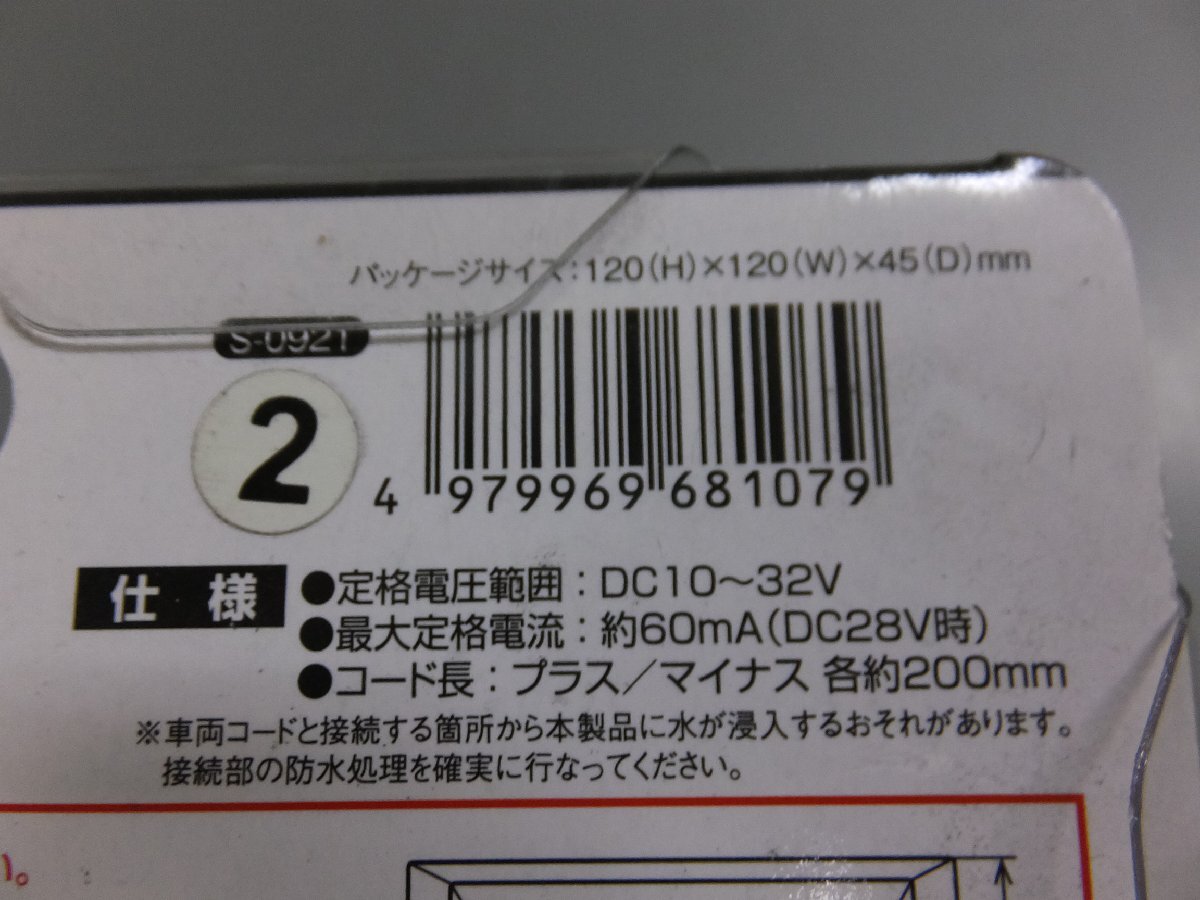 パッケージサイズ：120(H)×120(W)×45(D)mm
S-0921
2
4 979969 681079
仕様
●定格電圧範囲：DC10～32V
●最大定格電流：約60mA(DC28V時)
●コード長：プラス／マイナス 各約200mm
※車両コードと接続する箇所から本製品に水が浸入するおそれがあります。
接続部の防水処理を確実に行なってください。
い。